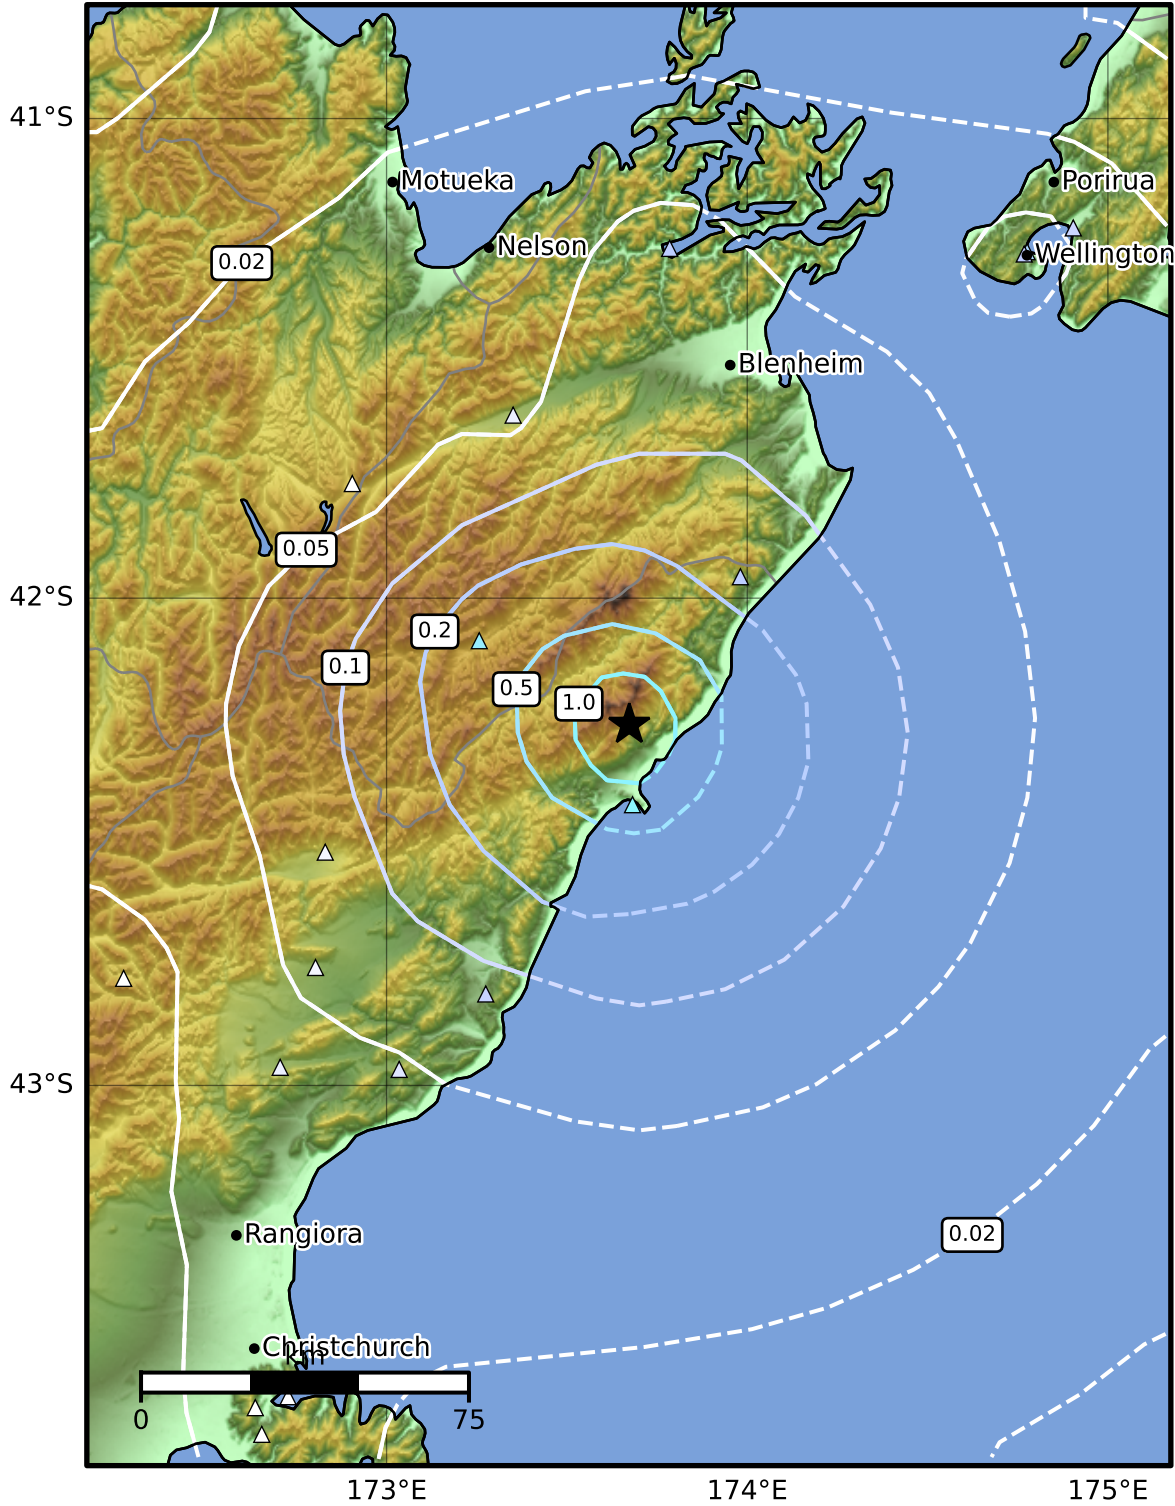 41°S
Motueka
Porirua
Nelson
Wellington
0.02
Blenheim
0.05
42°S
0.2
0.1
0.5
1.0
43°S
Rangiora
0.02
Christchurch
km
0 75
173°E 174°E 175°E